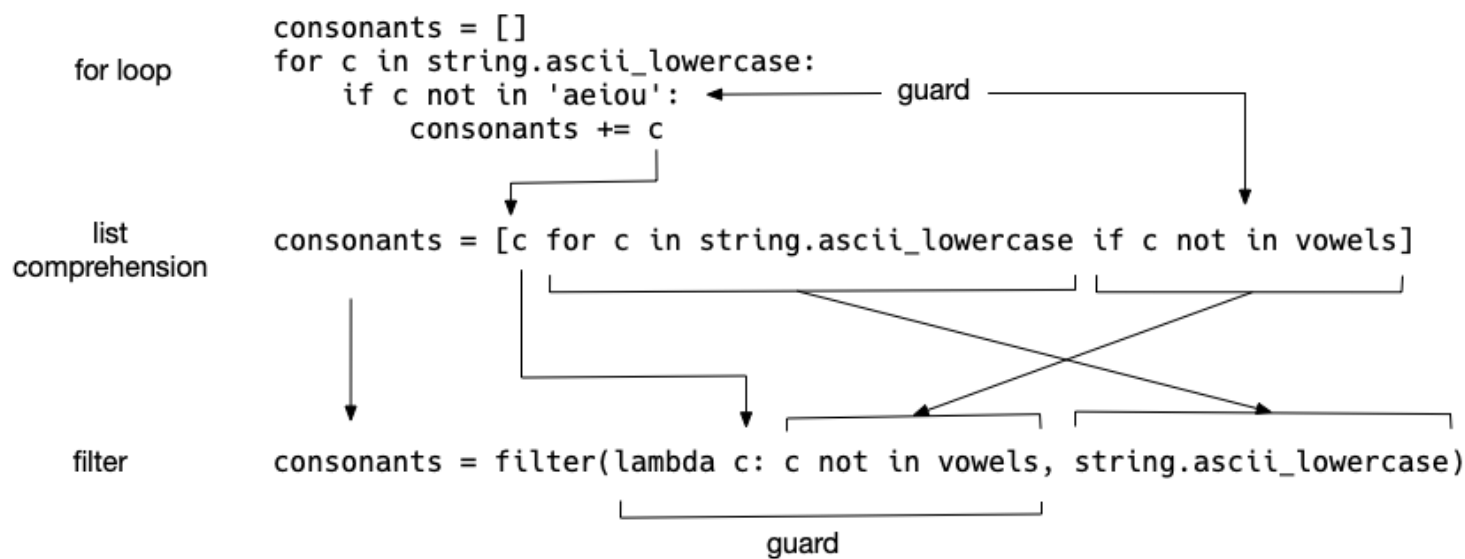 consonants = []
for loop
for c in string.ascii_lowercase:
if c not in 'aeiou':
guard
consonants += c
list
comprehension
consonants = [c for c in string.ascii_lowercase if c not in vowels]
filter
consonants = filter(lambda c: c not in vowels, string.ascii_lowercase)
guard